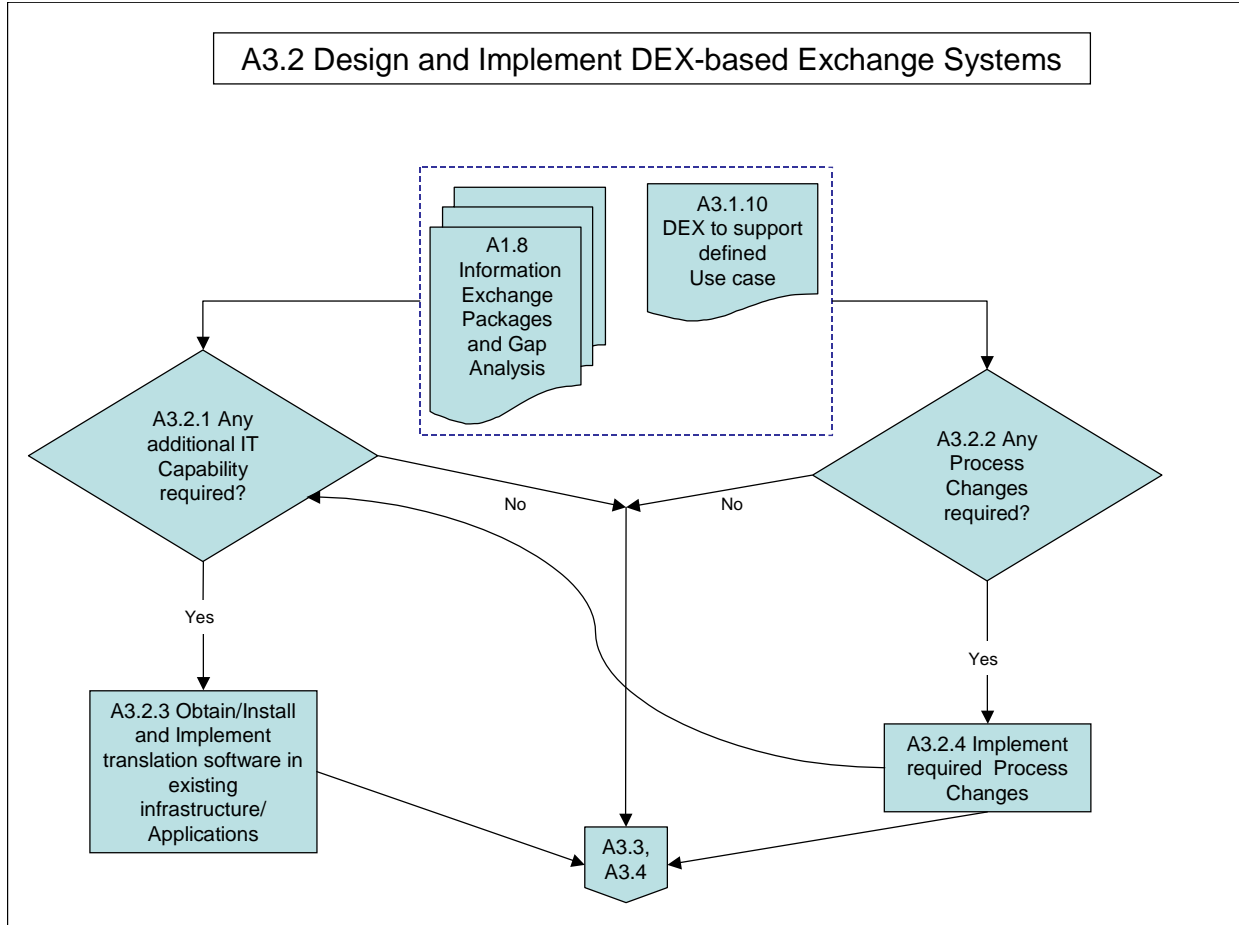 A3.2 Design and Implement DEX-based Exchange Systems
A1.8
Information
Exchange
Packages
and Gap
Analysis
A3.1.10
DEX to support
defined
Use case
A3.2.1 Any
additional IT
Capability
required?
A3.2.2 Any
Process
Changes
required?
No
No
Yes
Yes
A3.2.3 Obtain/Install
and Implement
translation software in
existing
infrastructure/
Applications
A3.2.4 Implement
required Process
Changes
A3.3,
A3.4